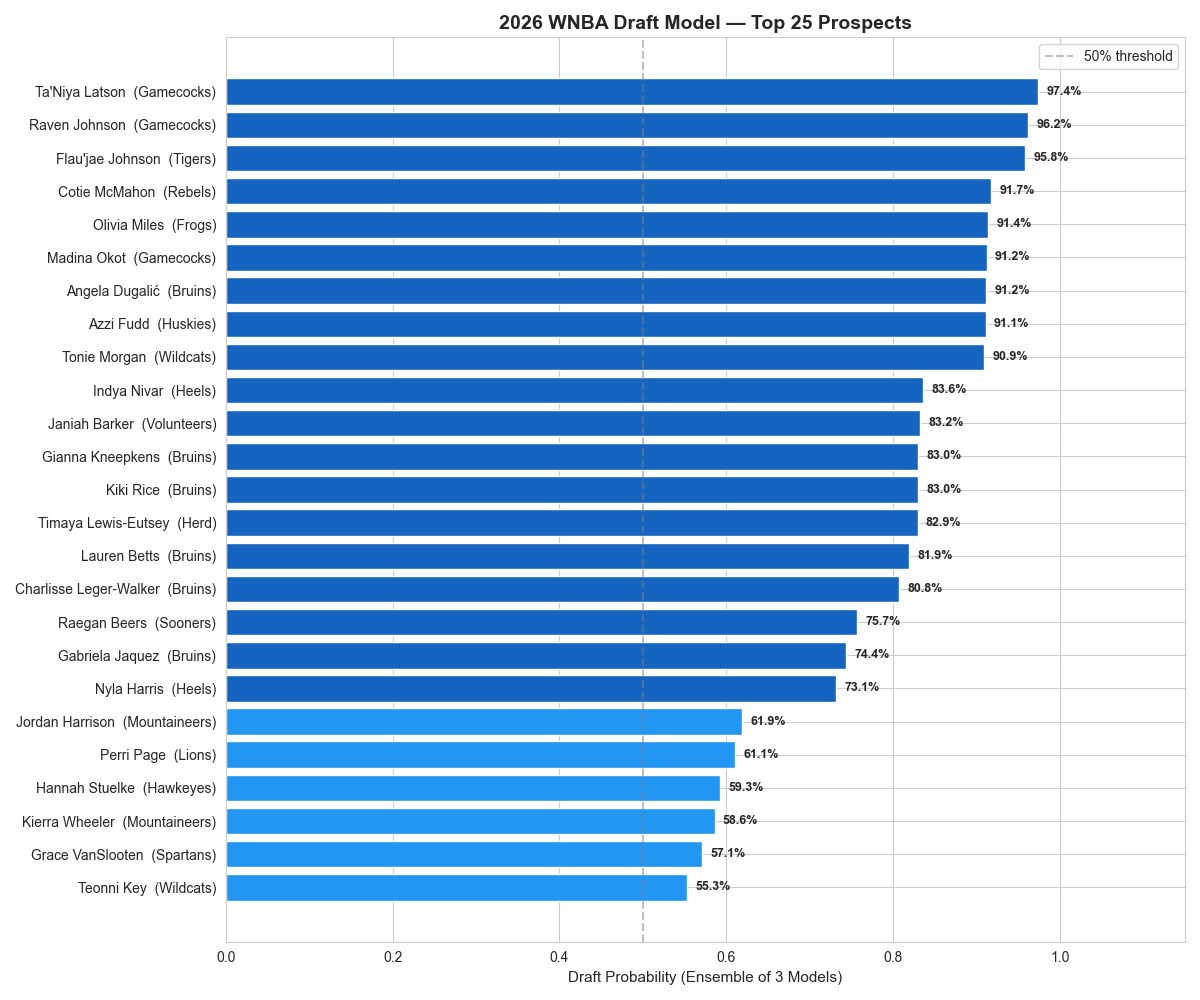 2026 WNBA Draft Model — Top 25 Prospects
50% threshold
Ta'Niya Latson  (Gamecocks) 97.4%
Raven Johnson  (Gamecocks) 96.2%
Flau'jae Johnson  (Tigers) 95.8%
Cotie McMahon  (Rebels) 91.7%
Olivia Miles  (Frogs) 91.4%
Madina Okot  (Gamecocks) 91.2%
Angela Dugalić  (Bruins) 91.2%
Azzi Fudd  (Huskies) 91.1%
Tonie Morgan  (Wildcats) 90.9%
Indya Nivar  (Heels) 83.6%
Janiah Barker  (Volunteers) 83.2%
Gianna Kneepkens  (Bruins) 83.0%
Kiki Rice  (Bruins) 83.0%
Timaya Lewis-Eutsey  (Herd) 82.9%
Lauren Betts  (Bruins) 81.9%
Charlisse Leger-Walker  (Bruins) 80.8%
Raegan Beers  (Sooners) 75.7%
Gabriela Jaquez  (Bruins) 74.4%
Nyla Harris  (Heels) 73.1%
Jordan Harrison  (Mountaineers) 61.9%
Perri Page  (Lions) 61.1%
Hannah Stuelke  (Hawkeyes) 59.3%
Kierra Wheeler  (Mountaineers) 58.6%
Grace VanSlooten  (Spartans) 57.1%
Teonni Key  (Wildcats) 55.3%
0.0 0.2 0.4 0.6 0.8 1.0
Draft Probability (Ensemble of 3 Models)